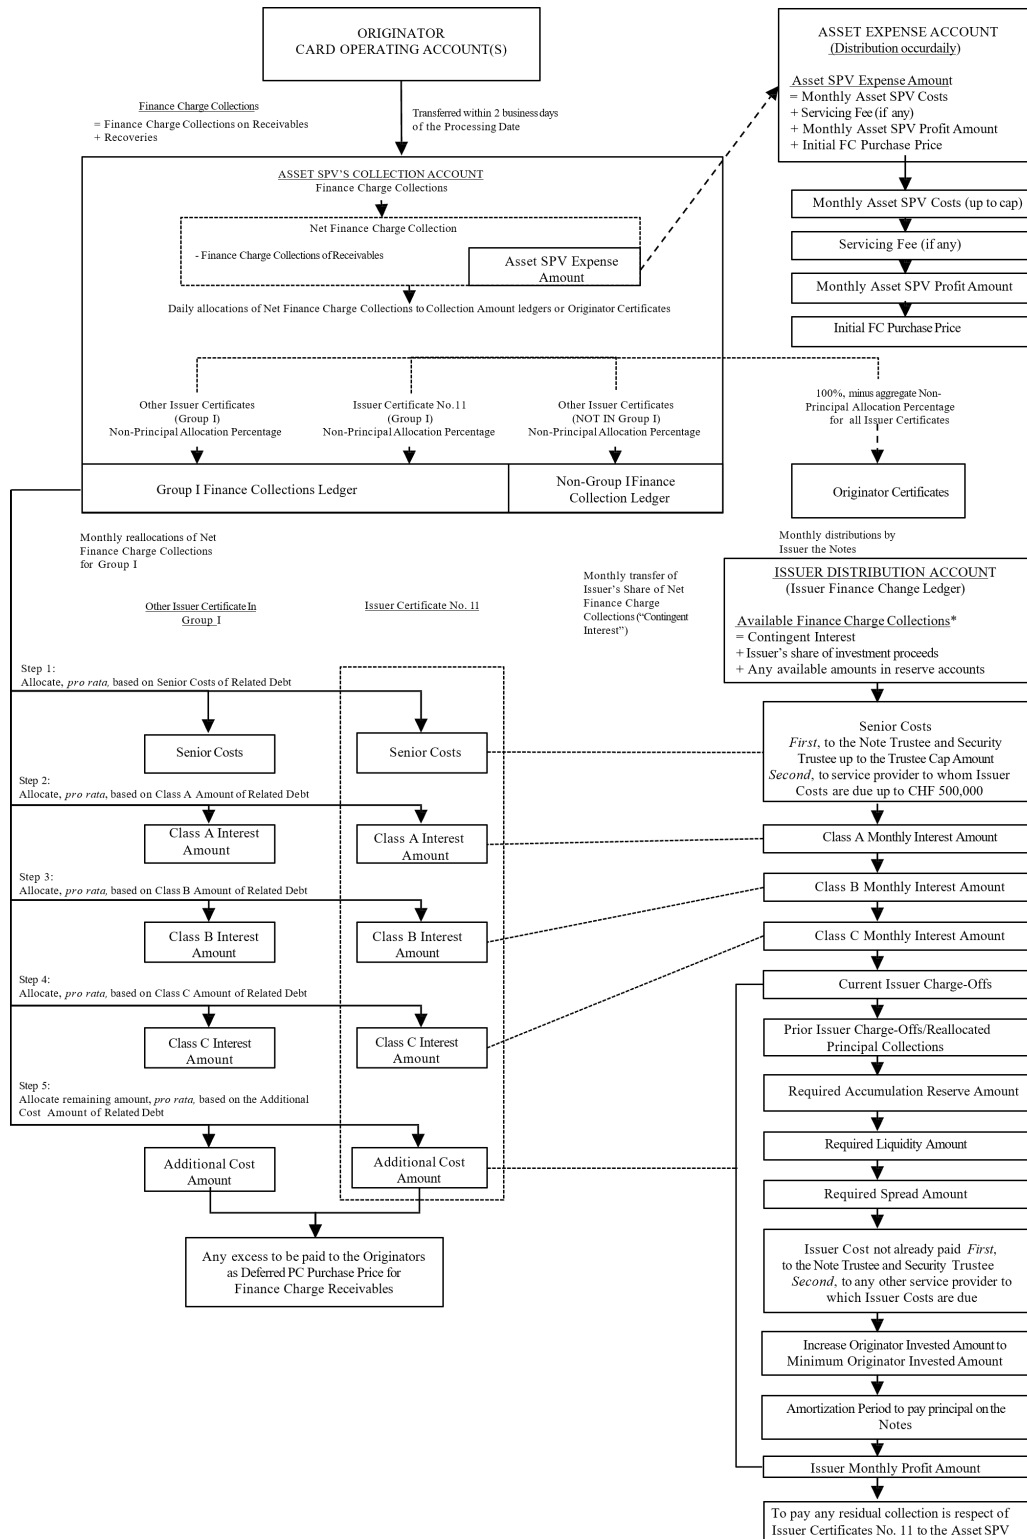 ORIGINATOR
CARD OPERATING ACCOUNT(S)
Finance Charge Collections
= Finance Charge Collections on Receivables
+ Recoveries
Transferred within 2 business days
of the Processing Date
ASSET SPV'S COLLECTION ACCOUNT
Finance Charge Collections
Net Finance Charge Collection
- Finance Charge Collections of Receivables
Asset SPV Expense
Amount
Daily allocations of Net Finance Charge Collections to Collection Amount ledgers or Originator Certificates
ASSET EXPENSE ACCOUNT
(Distribution occurdaily)
Asset SPV Expense Amount
= Monthly Asset SPV Costs
+ Servicing Fee (if any)
+ Monthly Asset SPV Profit Amount
+ Initial FC Purchase Price
Monthly Asset SPV Costs (up to cap)
Servicing Fee (if any)
Monthly Asset SPV Profit Amount
Initial FC Purchase Price
Other Issuer Certificates
(Group I)
Non-Principal Allocation Percentage
Issuer Certificate No. 11
(Group I)
Non-Principal Allocation Percentage
Other Issuer Certificates
(NOT IN Group I)
Non-Principal Allocation Percentage
100%, minus aggregate Non-
Principal Allocation Percentage
for all Issuer Certificates
Group I Finance Collections Ledger
Non-Group I Finance
Collection Ledger
Originator Certificates
Monthly reallocations of Net
Finance Charge Collections
for Group I
Other Issuer Certificate In
Group I
Issuer Certificate No. 11
Monthly transfer of
Issuer's Share of Net
Finance Charge
Collections ("Contingent
Interest")
Monthly distributions by
Issuer the Notes
ISSUER DISTRIBUTION ACCOUNT
(Issuer Finance Change Ledger)
Available Finance Charge Collections*
= Contingent Interest
+ Issuer's share of investment proceeds
+ Any available amounts in reserve accounts
Step 1:
Allocate, pro rata, based on Senior Costs of Related Debt
Senior Costs
Senior Costs
Step 2:
Allocate, pro rata, based on Class A Amount of Related Debt
Class A Interest
Amount
Class A Interest
Amount
Step 3:
Allocate, pro rata, based on Class B Amount of Related Debt
Class B Interest
Amount
Class B Interest
Amount
Step 4:
Allocate, pro rata, based on Class C Amount of Related Debt
Class C Interest
Amount
Class C Interest
Amount
Step 5:
Allocate remaining amount, pro rata, based on the Additional
Cost Amount of Related Debt
Additional Cost
Amount
Additional Cost
Amount
Any excess to be paid to the Originators
as Deferred PC Purchase Price for
Finance Charge Receivables
Senior Costs
First, to the Note Trustee and Security
Trustee up to the Trustee Cap Amount
Second, to service provider to whom Issuer
Costs are due up to CHF 500,000
Class A Monthly Interest Amount
Class B Monthly Interest Amount
Class C Monthly Interest Amount
Current Issuer Charge-Offs
Prior Issuer Charge-Offs/Reallocated
Principal Collections
Required Accumulation Reserve Amount
Required Liquidity Amount
Required Spread Amount
Issuer Cost not already paid First,
to the Note Trustee and Security Trustee
Second, to any other service provider to
which Issuer Costs are due
Increase Originator Invested Amount to
Minimum Originator Invested Amount
Amortization Period to pay principal on the
Notes
Issuer Monthly Profit Amount
To pay any residual collection is respect of
Issuer Certificates No. 11 to the Asset SPV